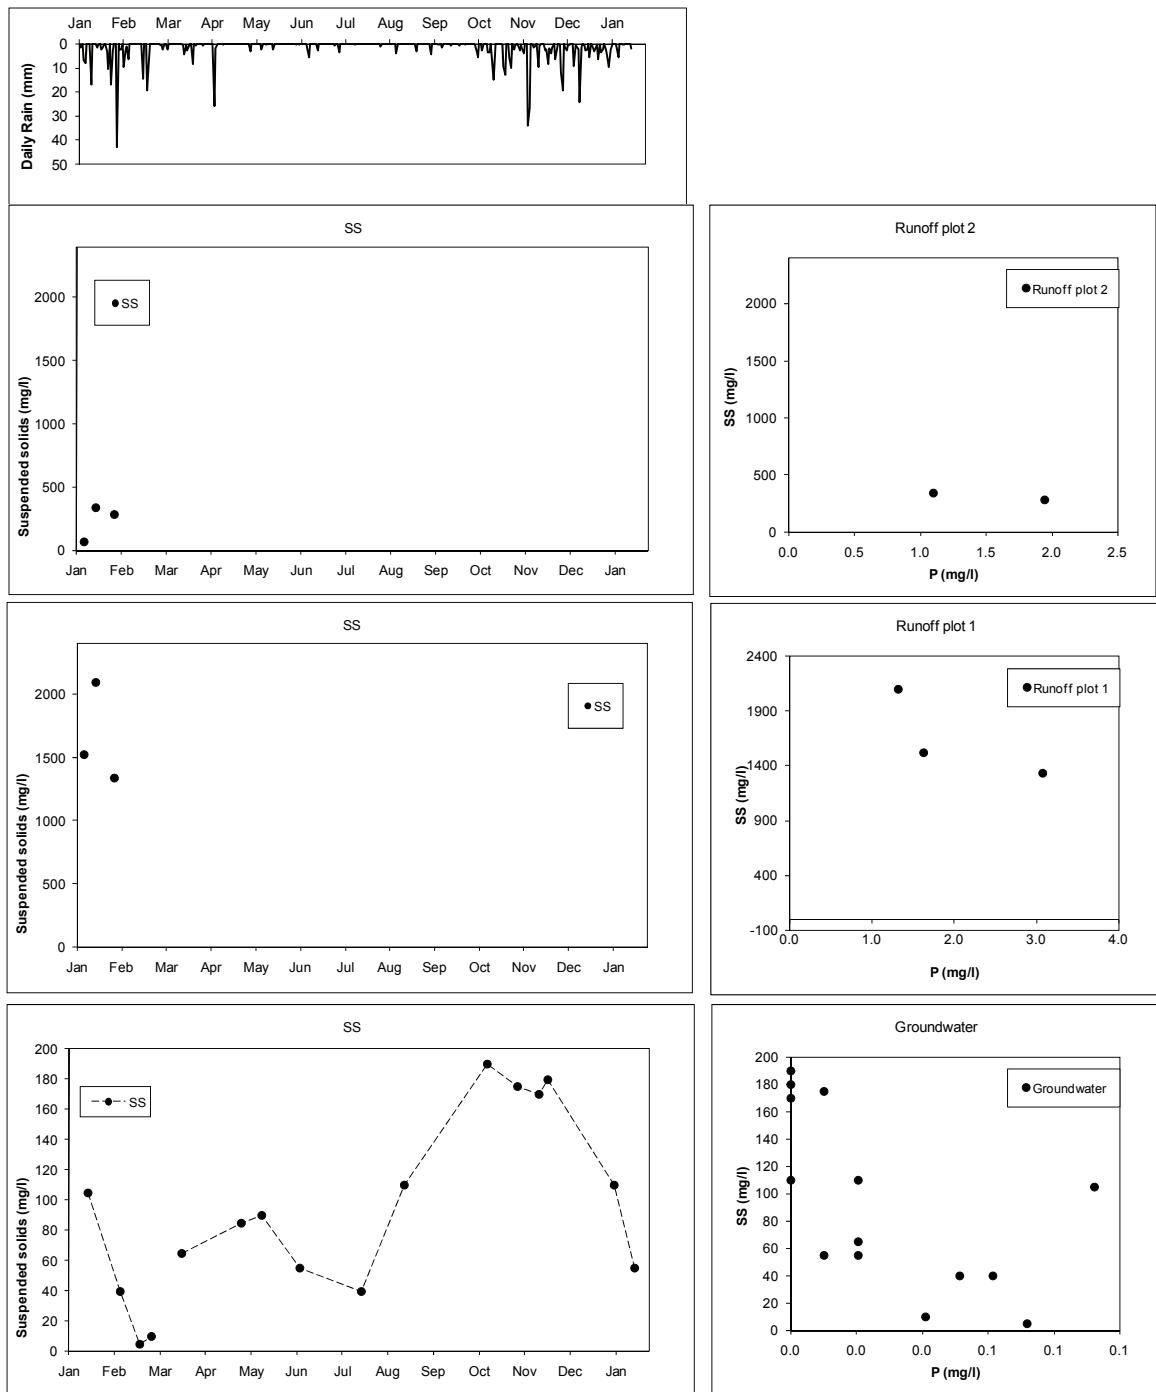 Jan Feb Mar Apr May Jun Jul Aug Sep Oct Nov Dec Jan
0
10
20
30
40
50
Daily Rain (mm)
SS
SS
2000
1500
1000
500
0
Suspended solids (mg/l)
Jan Feb Mar Apr May Jun Jul Aug Sep Oct Nov Dec Jan
Runoff plot 2
Runoff plot 2
2000
1500
1000
500
0
SS (mg/l)
0.0 0.5 1.0 1.5 2.0 2.5
P (mg/l)
SS
SS
2000
1500
1000
500
0
Suspended solids (mg/l)
Jan Feb Mar Apr May Jun Jul Aug Sep Oct Nov Dec Jan
Runoff plot 1
Runoff plot 1
2400
1900
1400
900
400
-100
SS (mg/l)
0.0 1.0 2.0 3.0 4.0
P (mg/l)
SS
SS
200
180
160
140
120
100
80
60
40
20
0
Suspended solids (mg/l)
Jan Feb Mar Apr May Jun Jul Aug Sep Oct Nov Dec Jan
Groundwater
Groundwater
200
180
160
140
120
100
80
60
40
20
0
SS (mg/l)
0.0 0.0 0.0 0.1 0.1 0.1
P (mg/l)